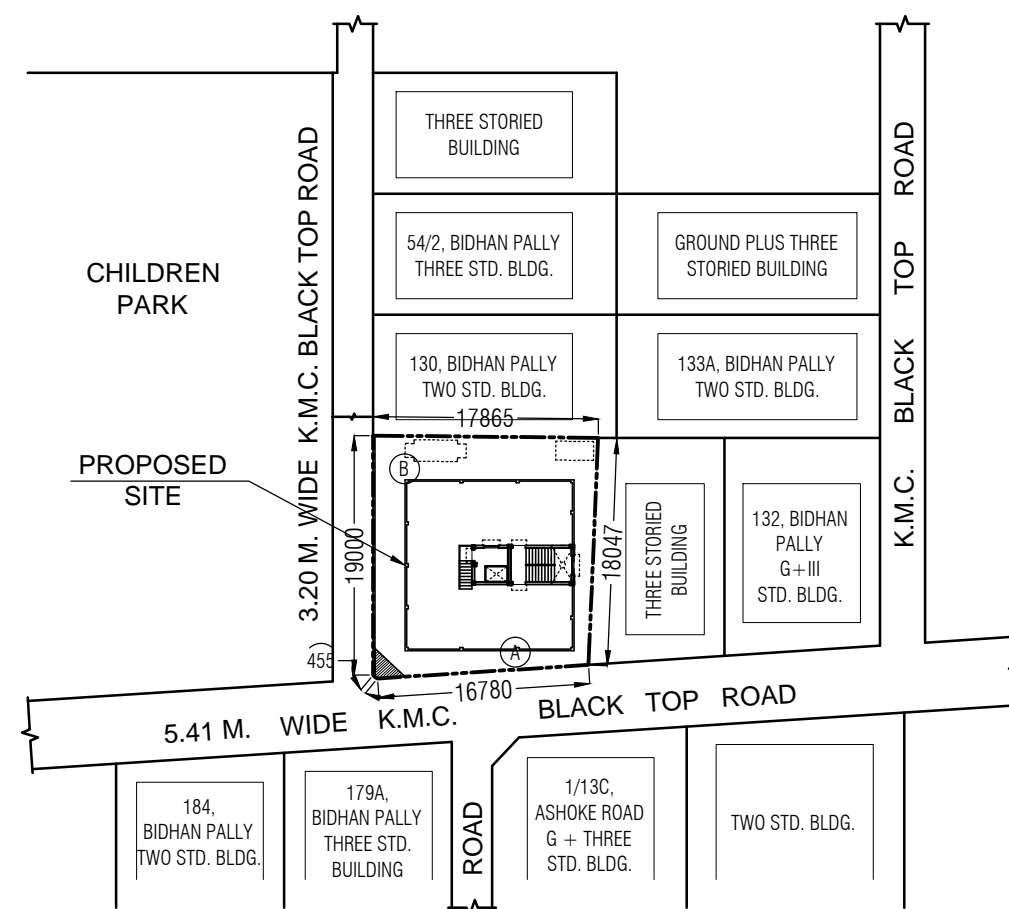 THREE STORIED
BUILDING
54/2, BIDHAN PALLY
THREE STD. BLDG.
GROUND PLUS THREE
STORIED BUILDING
CHILDREN
PARK
3.20 M. WIDE K.M.C. BLACK TOP ROAD
K.M.C. BLACK TOP ROAD
130, BIDHAN PALLY
TWO STD. BLDG.
133A, BIDHAN PALLY
TWO STD. BLDG.
17865
PROPOSED
SITE
B
19000
18047
THREE STORIED
BUILDING
132, BIDHAN
PALLY
G+III
STD. BLDG.
A
455
16780
5.41 M. WIDE K.M.C. BLACK TOP ROAD
184,
BIDHAN PALLY
TWO STD. BLDG.
179A,
BIDHAN PALLY
THREE STD.
BUILDING
ROAD
1/13C,
ASHOKE ROAD
G + THREE
STD. BLDG.
TWO STD. BLDG.